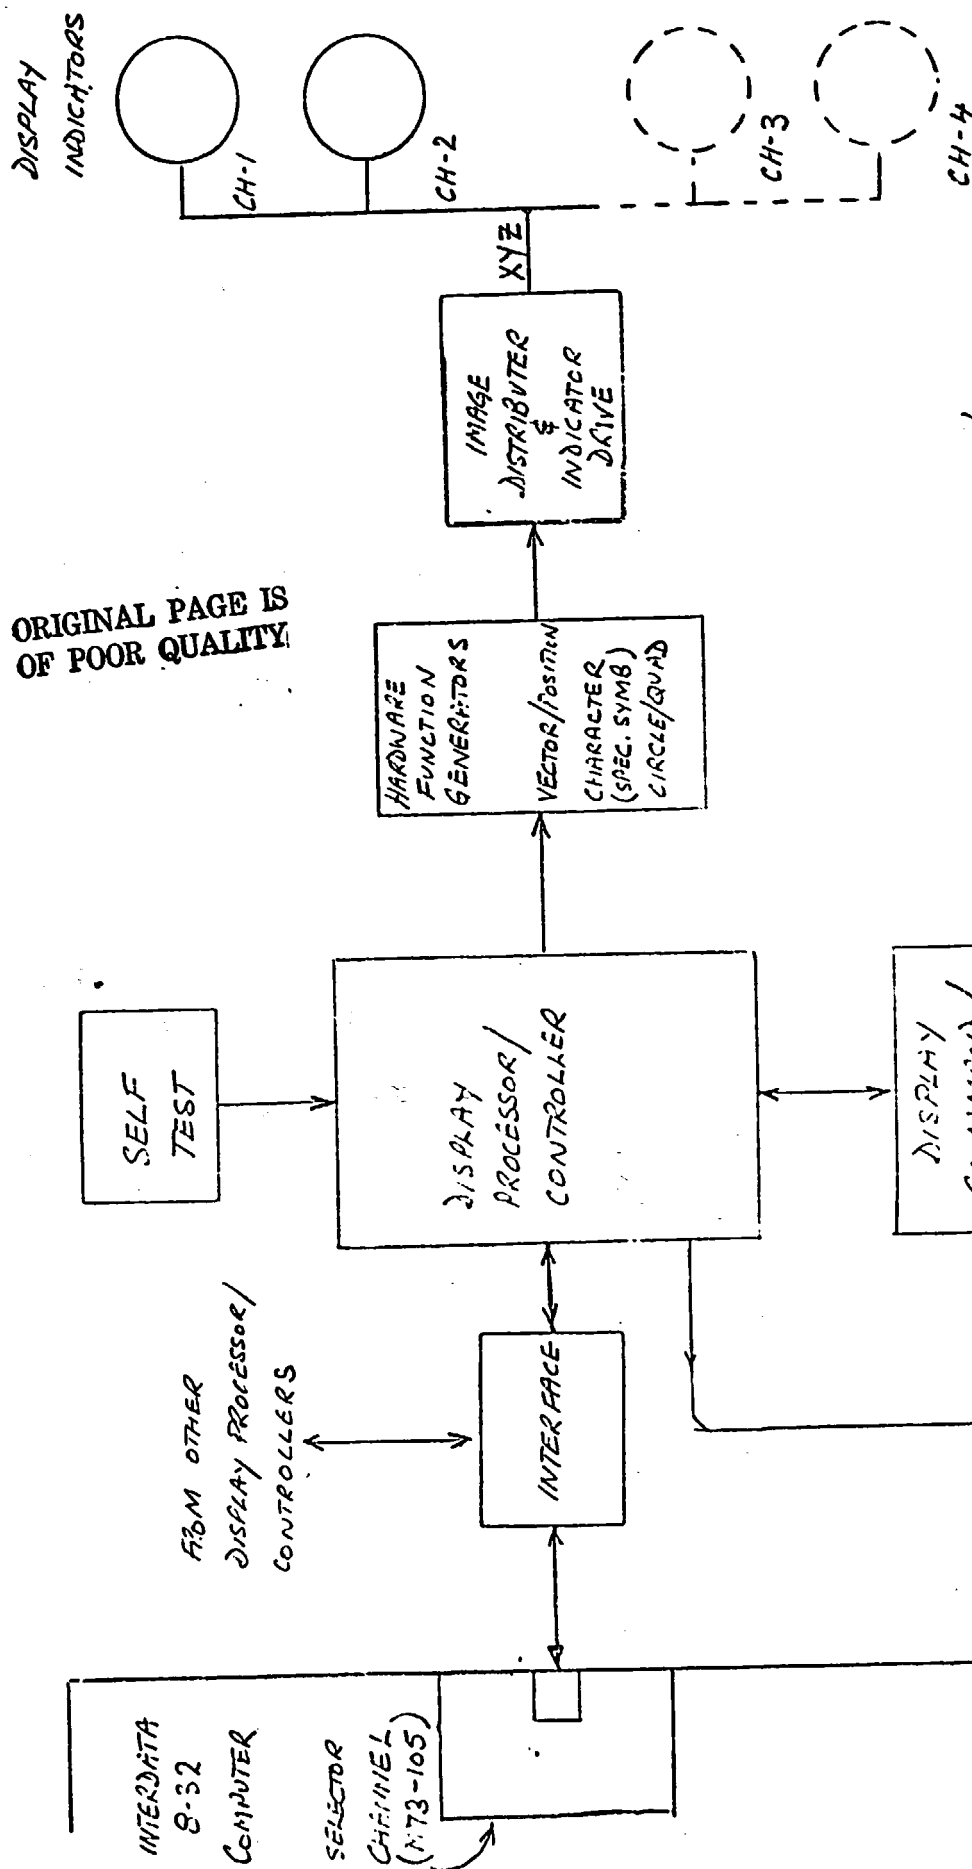 DISPLAY
INDICATORS
CH-1
CH-2
CH-3
CH-4
XYZ
IMAGE
DISTRIBUTER
&
INDICATOR
DRIVE
ORIGINAL PAGE IS
OF POOR QUALITY
HARDWARE
FUNCTION
GENERATORS
VECTOR/POSITION
CHARACTER
(SPEC. SYMB)
CIRCLE/QUAD
SELF
TEST
DISPLAY
PROCESSOR/
CONTROLLER
DISPLAY
FROM OTHER
DISPLAY PROCESSOR/
CONTROLLERS
INTERFACE
INTERDATA
8-32
COMPUTER
SELECTOR
CHANNEL
(M73-105)